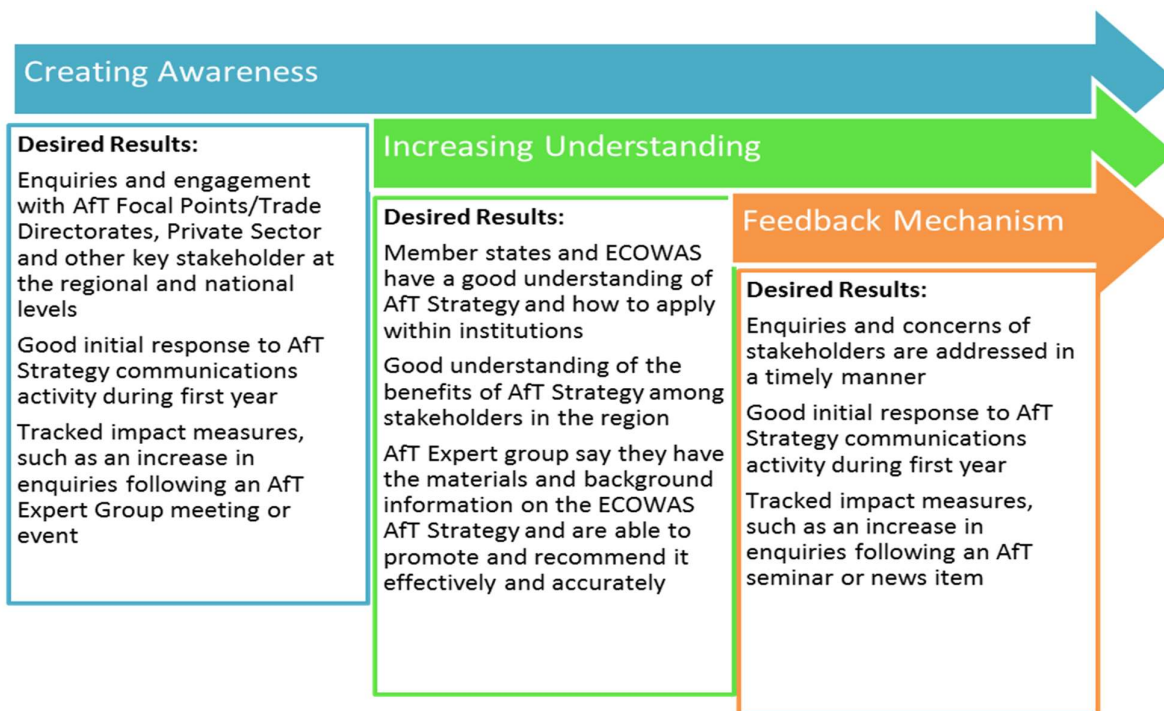 Creating Awareness
Desired Results:
Enquiries and engagement
with AfT Focal Points/Trade
Directorates, Private Sector
and other key stakeholder at
the regional and national
levels
Good initial response to AfT
Strategy communications
activity during first year
Tracked impact measures,
such as an increase in
enquiries following an AfT
Expert Group meeting or
event
Increasing Understanding
Desired Results:
Member states and ECOWAS
have a good understanding of
AfT Strategy and how to apply
within institutions
Good understanding of the
benefits of AfT Strategy among
stakeholders in the region
AfT Expert group say they have
the materials and background
information on the ECOWAS
AfT Strategy and are able to
promote and recommend it
effectively and accurately
Feedback Mechanism
Desired Results:
Enquiries and concerns of
stakeholders are addressed in
a timely manner
Good initial response to AfT
Strategy communications
activity during first year
Tracked impact measures,
such as an increase in
enquiries following an AfT
seminar or news item